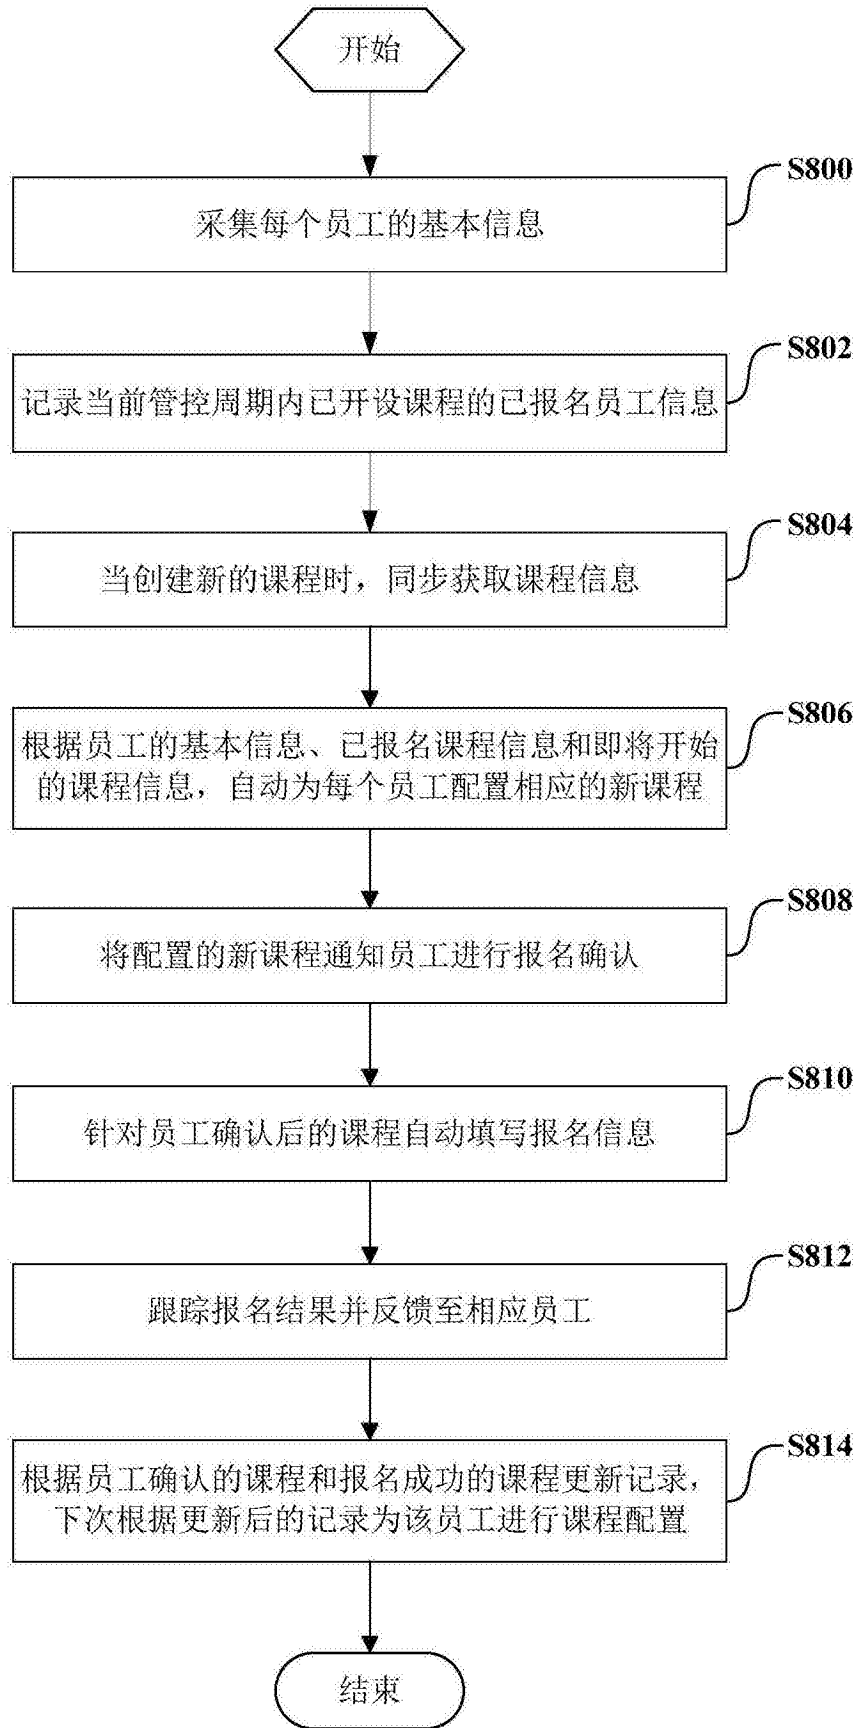 开始
S800
采集每个员工的基本信息
S802
记录当前管控周期内已开设课程的已报名员工信息
S804
当创建新的课程时，同步获取课程信息
S806
根据员工的基本信息、已报名课程信息和即将开始
的课程信息，自动为每个员工配置相应的新课程
S808
将配置的新课程通知员工进行报名确认
S810
针对员工确认后的课程自动填写报名信息
S812
跟踪报名结果并反馈至相应员工
S814
根据员工确认的课程和报名成功的课程更新记录，
下次根据更新后的记录为该员工进行课程配置
结束